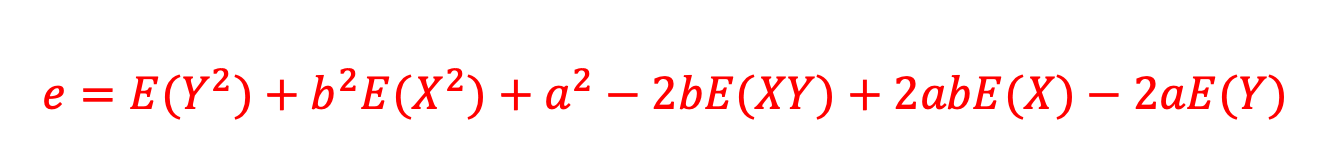 e = E(Y²) + b²E(X²) + a² − 2bE(XY) + 2abE(X) − 2aE(Y)